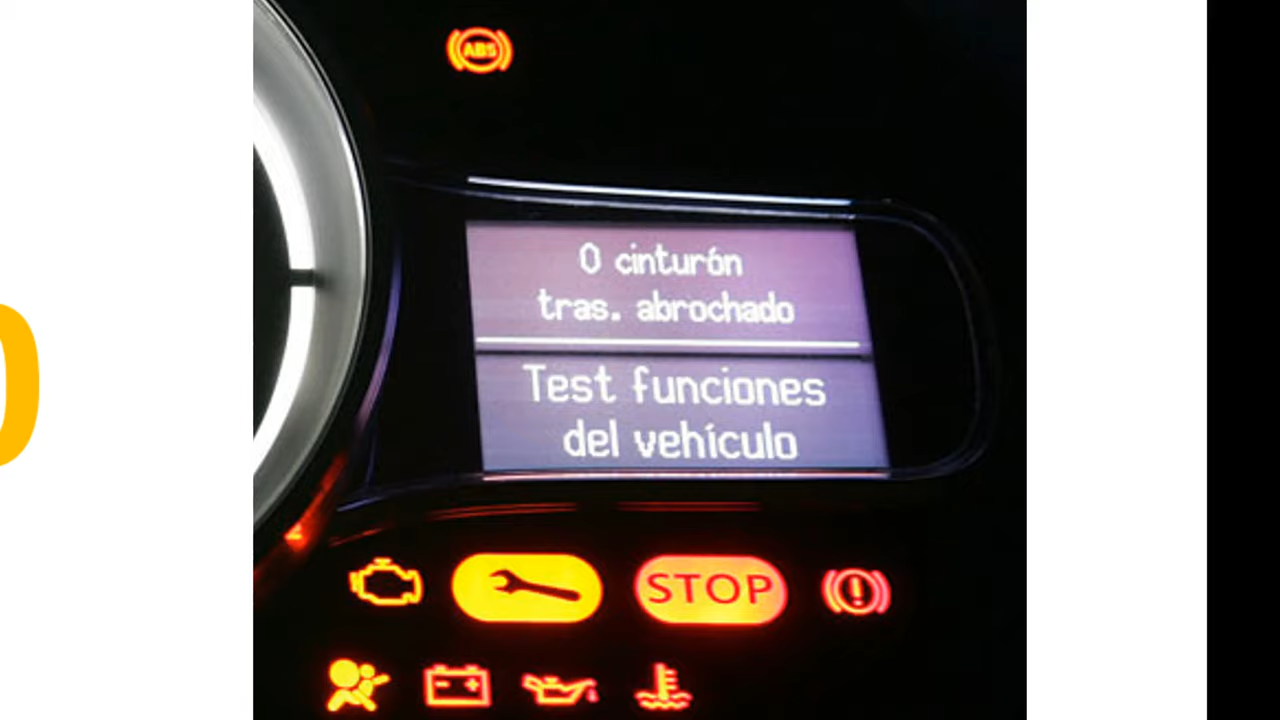 ABS
0 cinturón
tras. abrochado
Test funciones
del vehículo
STOP